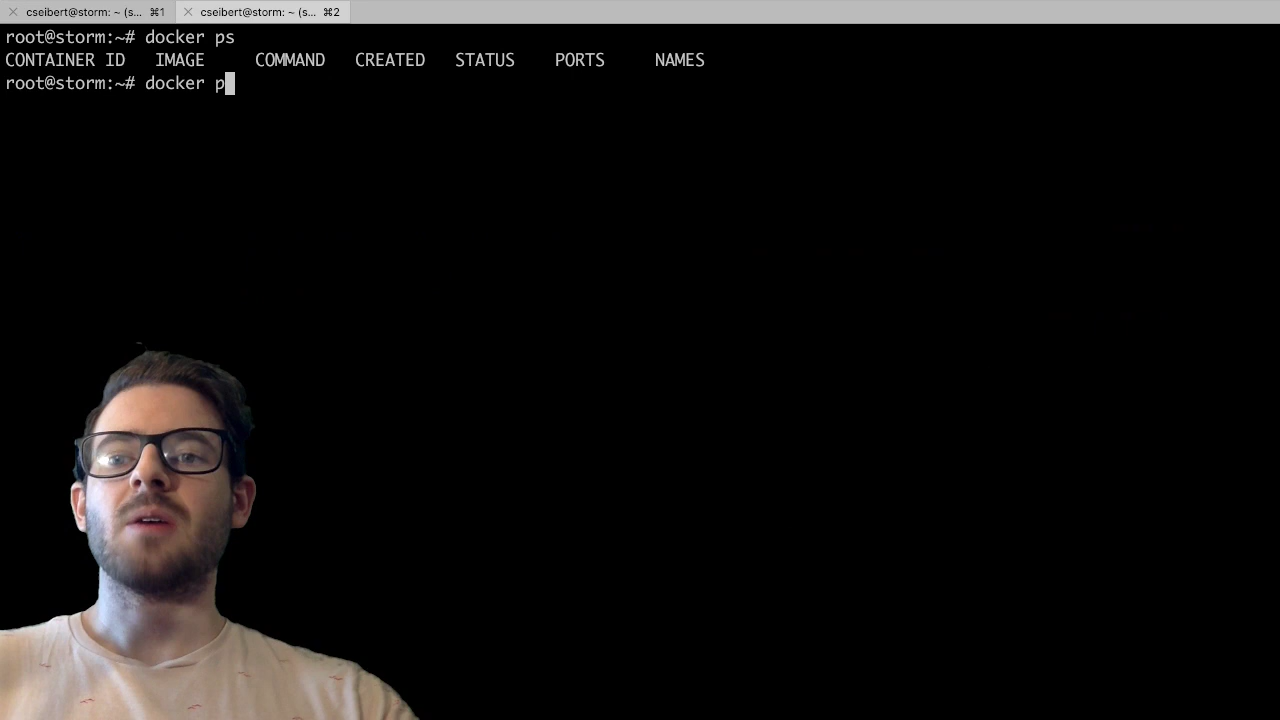 cseibert@storm: ~ (s... ⌘1 cseibert@storm: ~ (s... ⌘2
root@storm:~# docker ps
CONTAINER ID IMAGE COMMAND CREATED STATUS PORTS NAMES
root@storm:~# docker p